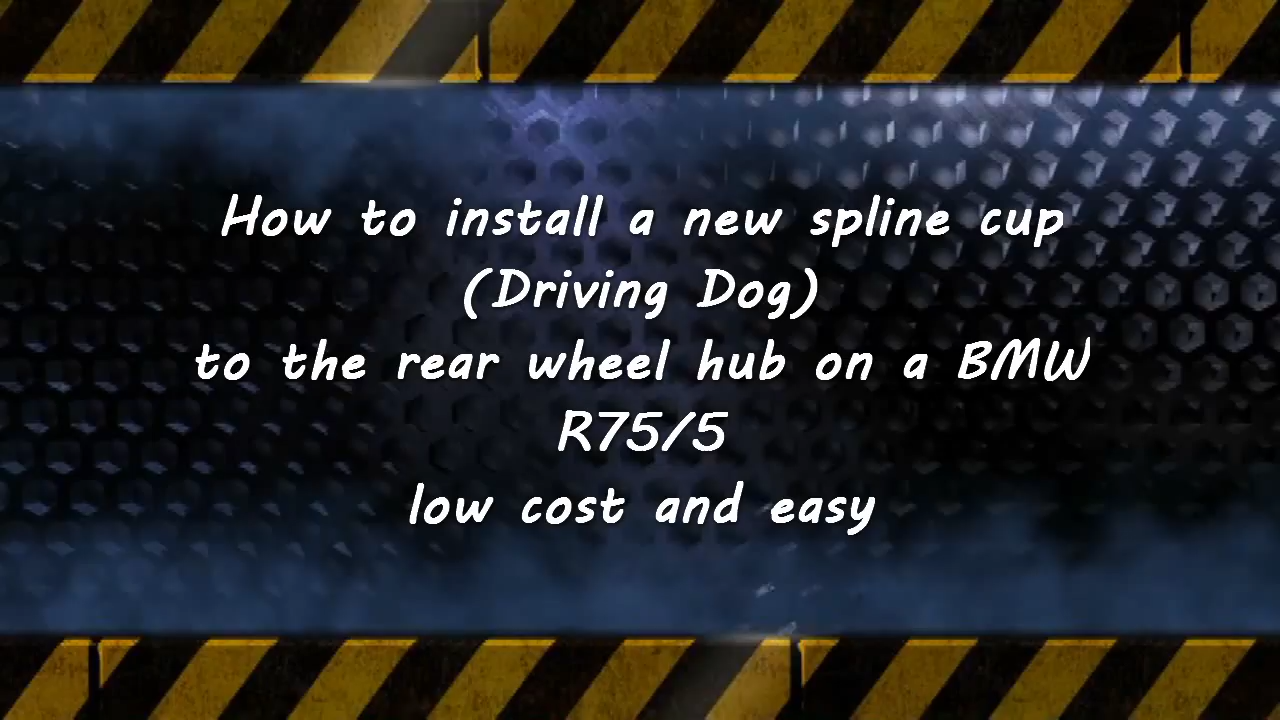 How to install a new spline cup
(Driving Dog)
to the rear wheel hub on a BMW
R75/5
low cost and easy